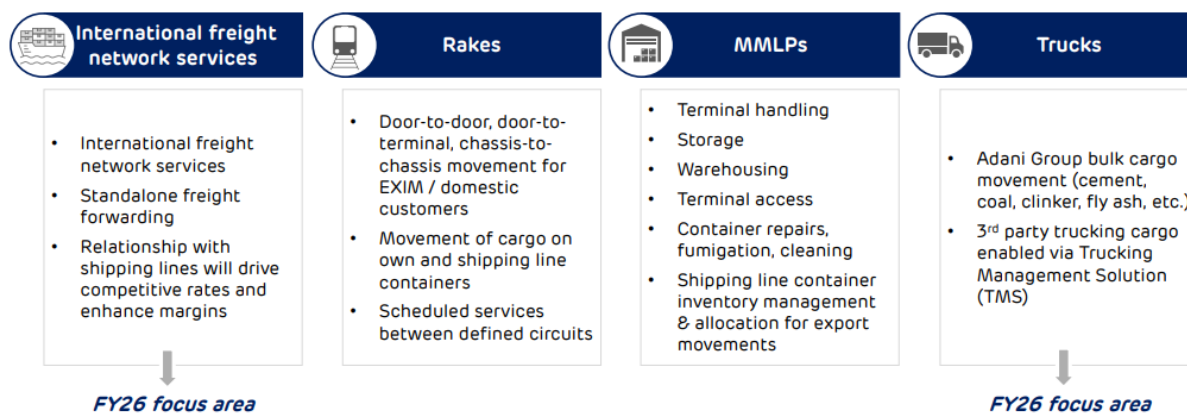 International freight
network services
Rakes
MMLPs
Trucks
• International freight
network services
• Standalone freight
forwarding
• Relationship with
shipping lines will drive
competitive rates and
enhance margins
• Door-to-door, door-to-
terminal, chassis-to-
chassis movement for
EXIM / domestic
customers
• Movement of cargo on
own and shipping line
containers
• Scheduled services
between defined circuits
• Terminal handling
• Storage
• Warehousing
• Terminal access
• Container repairs,
fumigation, cleaning
• Shipping line container
inventory management
& allocation for export
movements
• Adani Group bulk cargo
movement (cement,
coal, clinker, fly ash, etc.)
• 3rd party trucking cargo
enabled via Trucking
Management Solution
(TMS)
FY26 focus area
FY26 focus area